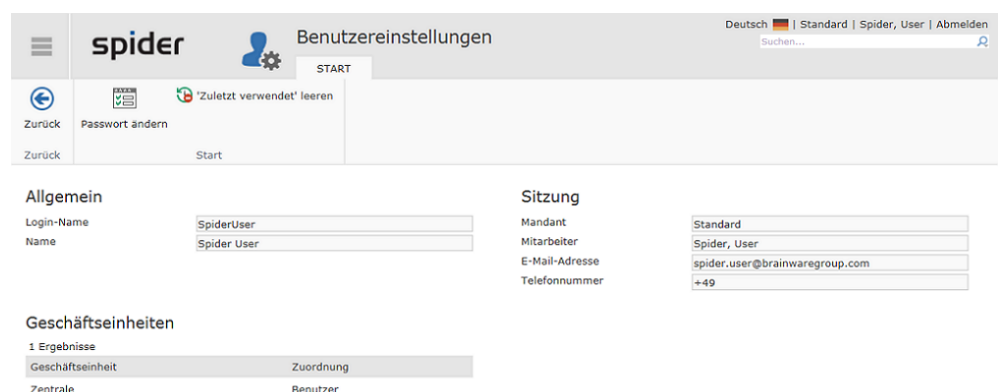 Deutsch | Standard | Spider, User | Abmelden
Suchen...
spider
Benutzereinstellungen
START
Zurück
Passwort ändern
'Zuletzt verwendet' leeren
Zurück
Start
Allgemein
Login-Name SpiderUser
Name Spider User
Sitzung
Mandant Standard
Mitarbeiter Spider, User
E-Mail-Adresse spider.user@brainwaregroup.com
Telefonnummer +49
Geschäftseinheiten
1 Ergebnisse
Geschäftseinheit Zuordnung
Zentrale Benutzer